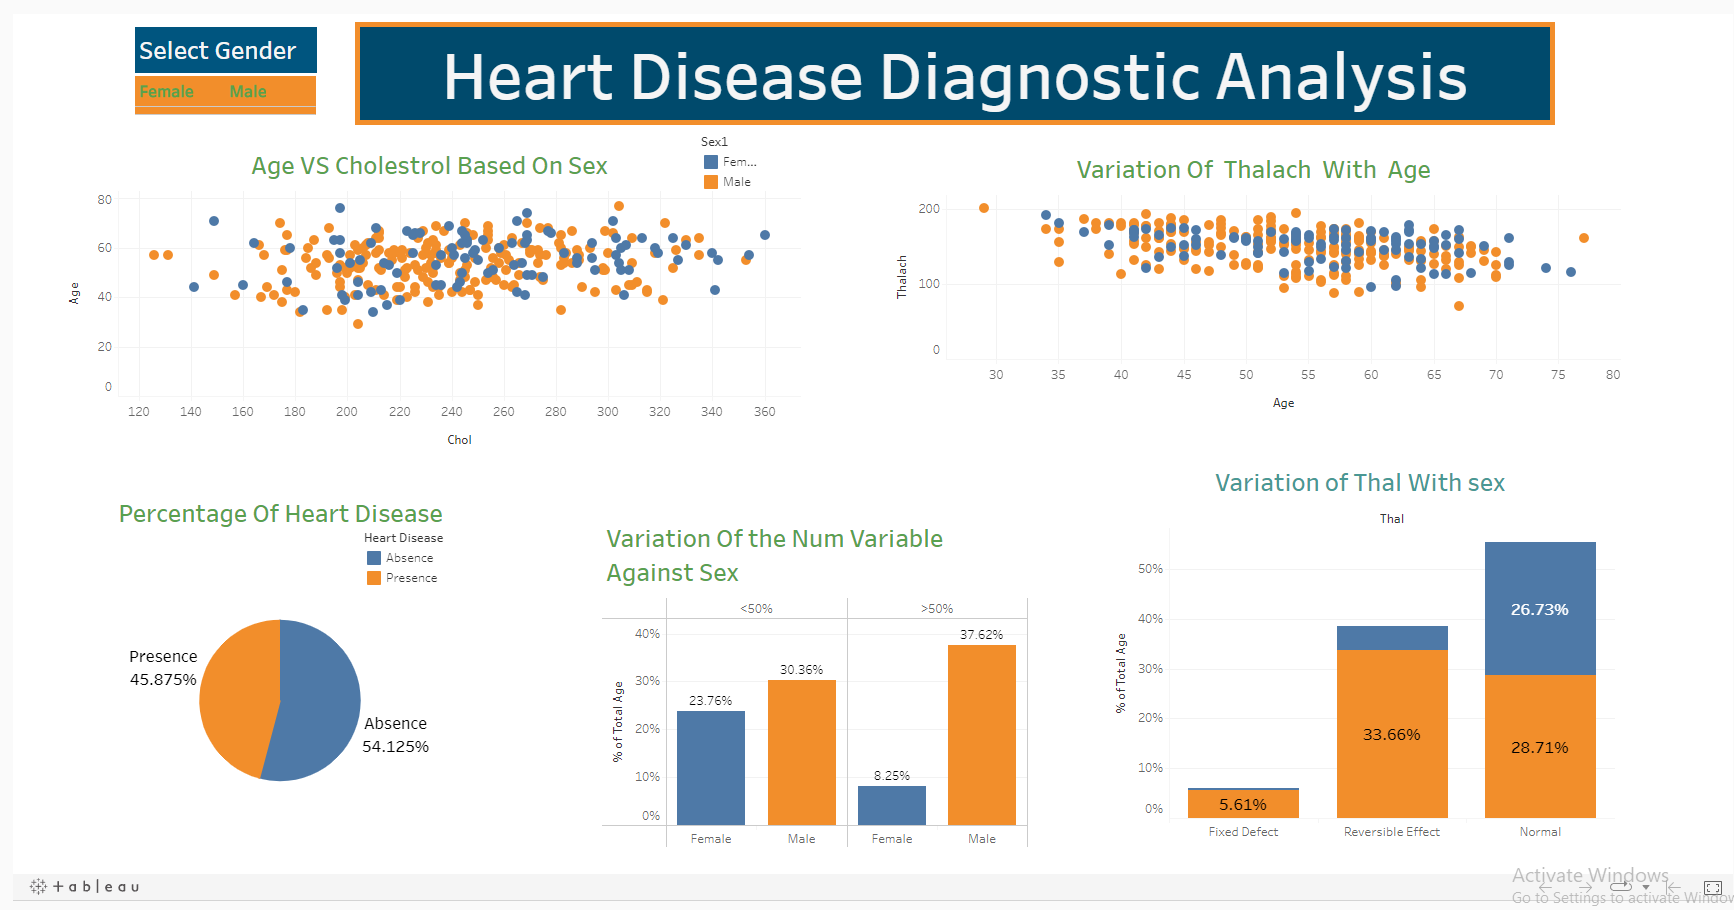 Select Gender
Female Male
Heart Disease Diagnostic Analysis
Sex1
Fem...
Male
Age VS Cholestrol Based On Sex
80
60
40
20
0
Age
120 140 160 180 200 220 240 260 280 300 320 340 360
Chol
Variation Of Thalach With Age
200
100
0
Thalach
30 35 40 45 50 55 60 65 70 75 80
Age
Percentage Of Heart Disease
Heart Disease
Absence
Presence
Presence
45.875%
Absence
54.125%
Variation Of the Num Variable
Against Sex
<50% >50%
40%
30%
20%
10%
0%
% of Total Age
23.76%
30.36%
8.25%
37.62%
Female Male Female Male
Variation of Thal With sex
Thal
50%
40%
30%
20%
10%
0%
% of Total Age
5.61%
33.66%
26.73%
28.71%
Fixed Defect Reversible Effect Normal
+ a b | e a u
Activate Windows
Go to Settings to activate Window